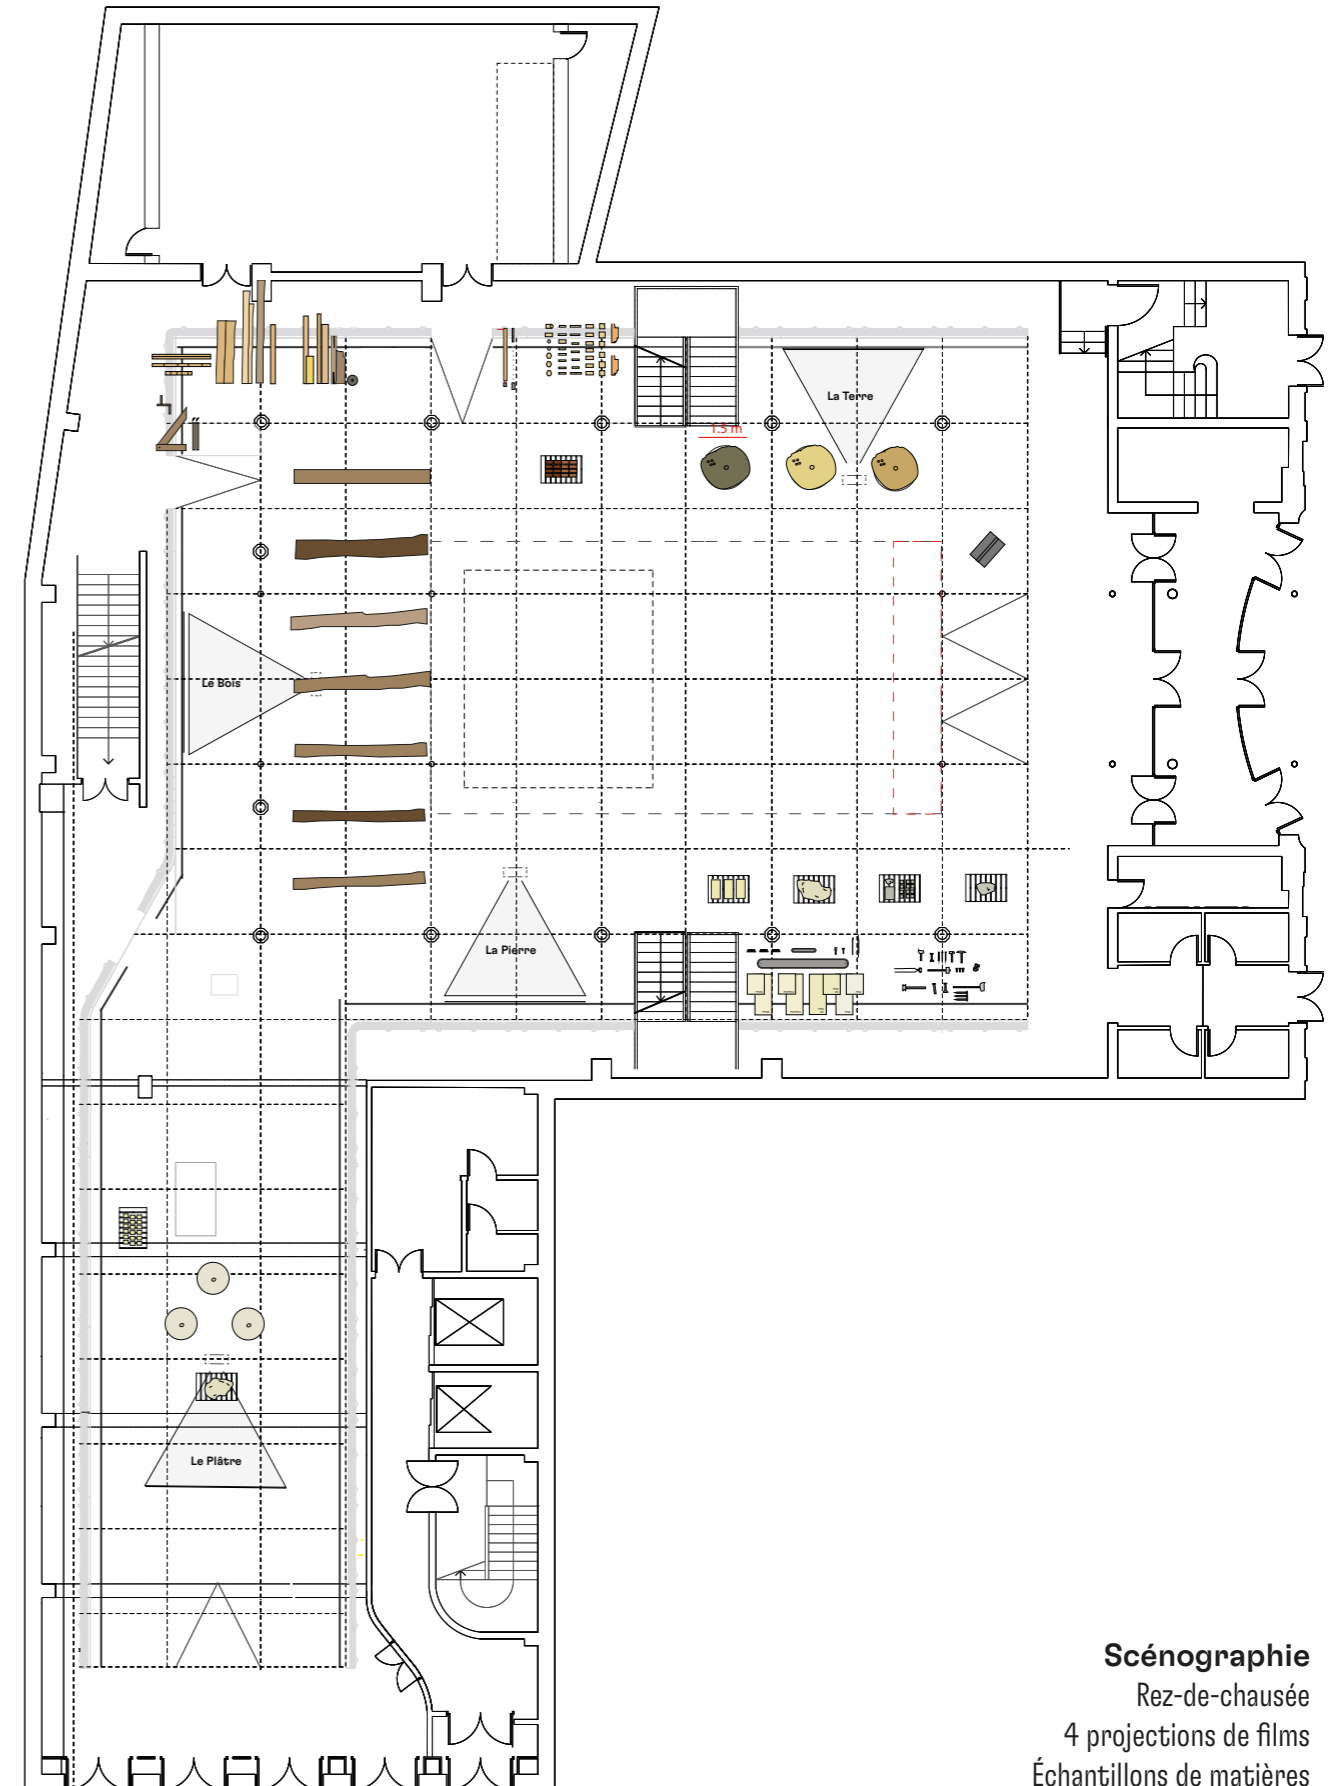 La Terre
1.5 m
Le Bois
La Pierre
Le Plâtre
Scénographie
Rez-de-chausée
4 projections de films
Échantillons de matières